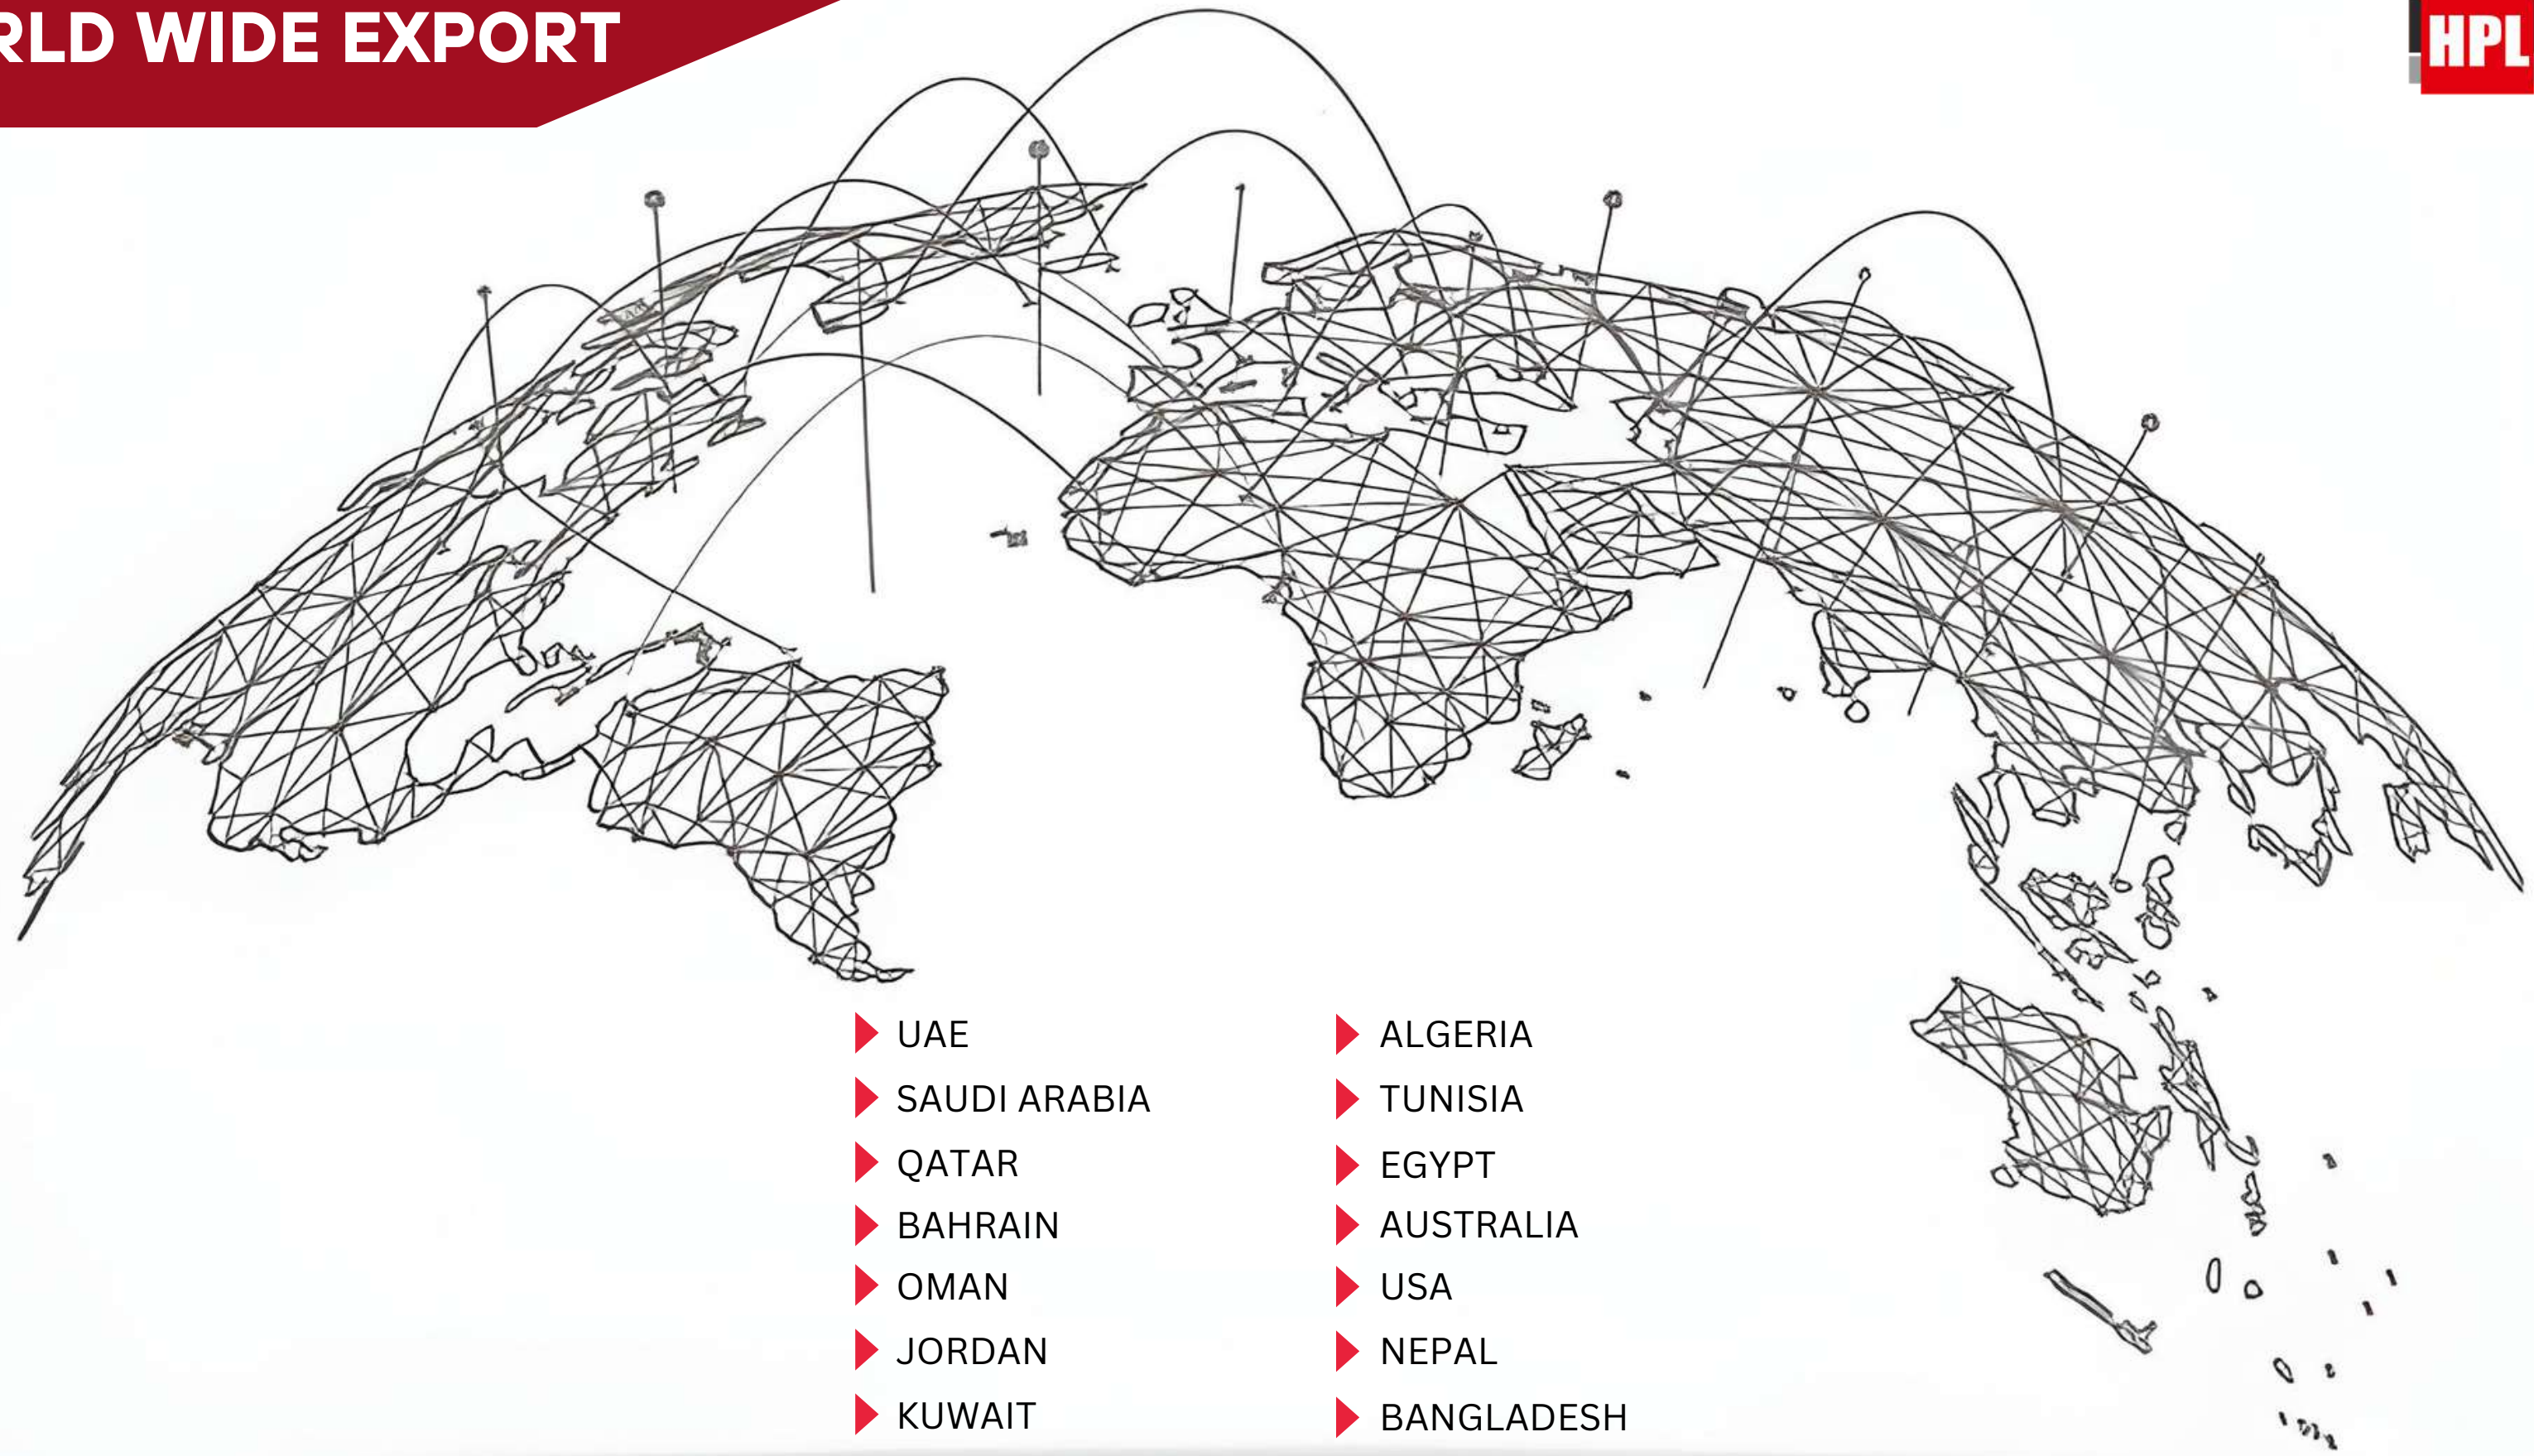 RLD WIDE EXPORT
HPL
UAE
SAUDI ARABIA
QATAR
BAHRAIN
OMAN
JORDAN
KUWAIT
ALGERIA
TUNISIA
EGYPT
AUSTRALIA
USA
NEPAL
BANGLADESH